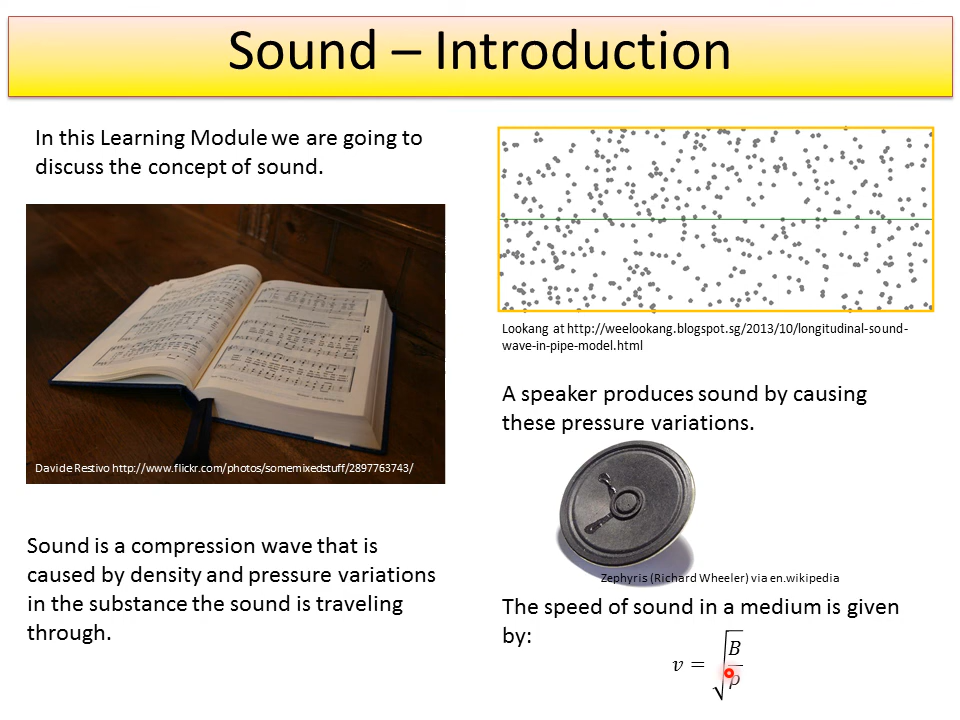 Sound – Introduction
In this Learning Module we are going to
discuss the concept of sound.
Davide Restivo http://www.flickr.com/photos/somemixedstuff/2897763743/
Sound is a compression wave that is
caused by density and pressure variations
in the substance the sound is traveling
through.
Lookang at http://weelookang.blogspot.sg/2013/10/longitudinal-sound-
wave-in-pipe-model.html
A speaker produces sound by causing
these pressure variations.
Zephyris (Richard Wheeler) via en.wikipedia
The speed of sound in a medium is given
by:
v = √(B/ρ)